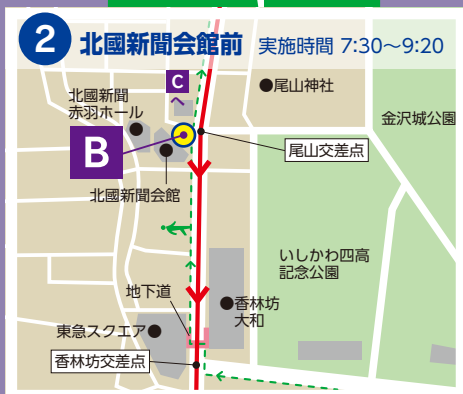 2 北國新聞会館前 実施時間 7:30～9:20
C
へ
尾山神社
北國新聞
赤羽ホール
金沢城公園
B
尾山交差点
北國新聞会館
いしかわ四高
記念公園
地下道
香林坊
大和
東急スクエア
香林坊交差点